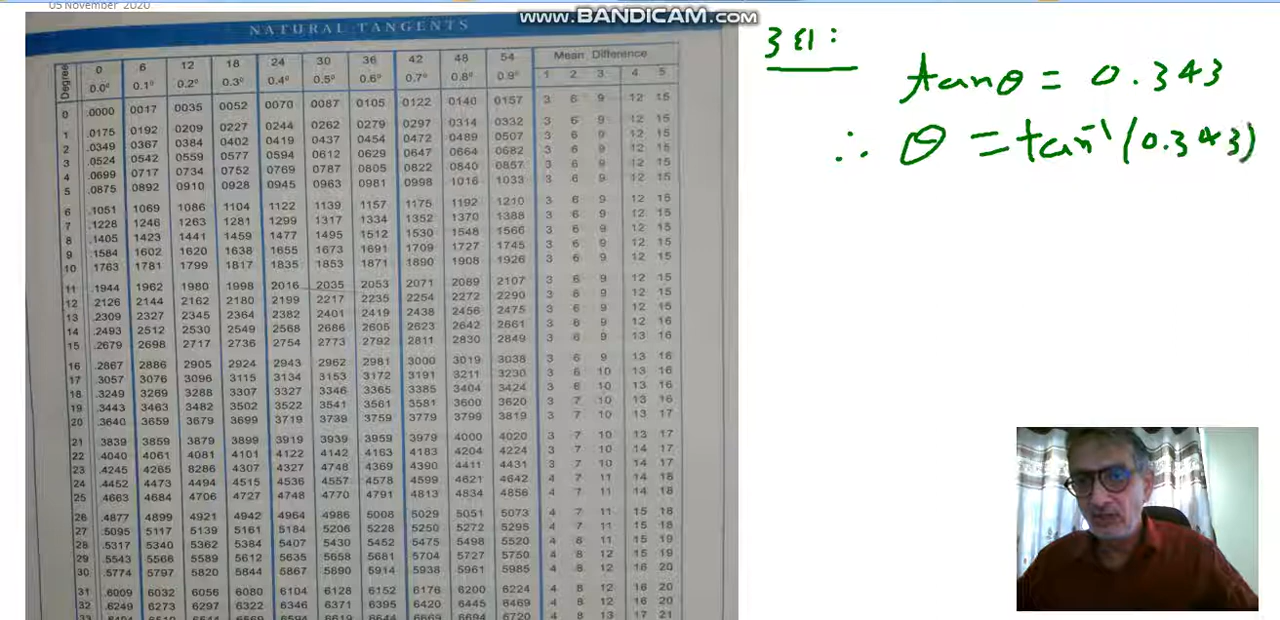 05 November 2020
www.BANDICAM.com
NATURAL TANGENTS
Degree 0 6 12 18 24 30 36 42 48 54 Mean Difference
0.0° 0.1° 0.2° 0.3° 0.4° 0.5° 0.6° 0.7° 0.8° 0.9° 1 2 3 4 5
0 .0000 0017 0035 0052 0070 0087 0105 0122 0140 0157 3 6 9 12 15
1 .0175 0192 0209 0227 0244 0262 0279 0297 0314 0332 3 6 9 12 15
2 .0349 0367 0384 0402 0419 0437 0454 0472 0489 0507 3 6 9 12 15
3 .0524 0542 0559 0577 0594 0612 0629 0647 0664 0682 3 6 9 12 15
4 .0699 0717 0734 0752 0769 0787 0805 0822 0840 0857 3 6 9 12 15
5 .0875 0892 0910 0928 0945 0963 0981 0998 1016 1033 3 6 9 12 15
6 .1051 1069 1086 1104 1122 1139 1157 1175 1192 1210 3 6 9 12 15
7 .1228 1246 1263 1281 1299 1317 1334 1352 1370 1388 3 6 9 12 15
8 .1405 1423 1441 1459 1477 1495 1512 1530 1548 1566 3 6 9 12 15
9 .1584 1602 1620 1638 1655 1673 1691 1709 1727 1745 3 6 9 12 15
10 .1763 1781 1799 1817 1835 1853 1871 1890 1908 1926 3 6 9 12 15
11 .1944 1962 1980 1998 2016 2035 2053 2071 2089 2107 3 6 9 12 15
12 .2126 2144 2162 2180 2199 2217 2235 2254 2272 2290 3 6 9 12 15
13 .2309 2327 2345 2364 2382 2401 2419 2438 2456 2475 3 6 9 12 15
14 .2493 2512 2530 2549 2568 2586 2605 2623 2642 2661 3 6 9 12 16
15 .2679 2698 2717 2736 2754 2773 2792 2811 2830 2849 3 6 9 13 16
16 .2867 2886 2905 2924 2943 2962 2981 3000 3019 3038 3 6 9 13 16
17 .3057 3076 3096 3115 3134 3153 3172 3191 3211 3230 3 6 10 13 16
18 .3249 3269 3288 3307 3327 3346 3365 3385 3404 3424 3 6 10 13 16
19 .3443 3463 3482 3502 3522 3541 3561 3581 3600 3620 3 7 10 13 16
20 .3640 3659 3679 3699 3719 3739 3759 3779 3799 3819 3 7 10 13 17
21 .3839 3859 3879 3899 3919 3939 3959 3979 4000 4020 3 7 10 13 17
22 .4040 4061 4081 4101 4122 4142 4163 4183 4204 4224 3 7 10 14 17
23 .4245 4265 8286 4307 4327 4748 4369 4390 4411 4431 3 7 10 14 17
24 .4452 4473 4494 4515 4536 4557 4578 4599 4621 4642 4 7 11 14 18
25 .4663 4684 4706 4727 4748 4770 4791 4813 4834 4856 4 7 11 14 18
26 .4877 4899 4921 4942 4964 4986 5008 5029 5051 5073 4 7 11 15 18
27 .5095 5117 5139 5161 5184 5206 5228 5250 5272 5295 4 7 11 15 18
28 .5317 5340 5362 5384 5407 5430 5452 5475 5498 5520 4 8 11 15 19
29 .5543 5566 5589 5612 5635 5658 5681 5704 5727 5750 4 8 12 15 19
30 .5774 5797 5820 5844 5867 5890 5914 5938 5961 5985 4 8 12 16 20
31 .6009 6032 6056 6080 6104 6128 6152 6176 6200 6224 4 8 12 16 20
32 .6249 6273 6297 6322 6346 6371 6395 6420 6445 6469 4 8 12 16 20
33 6619 6644 6669 6694 6720 4 8 13 17 21
tanθ = 0.343
∴ θ = tan⁻¹(0.343)